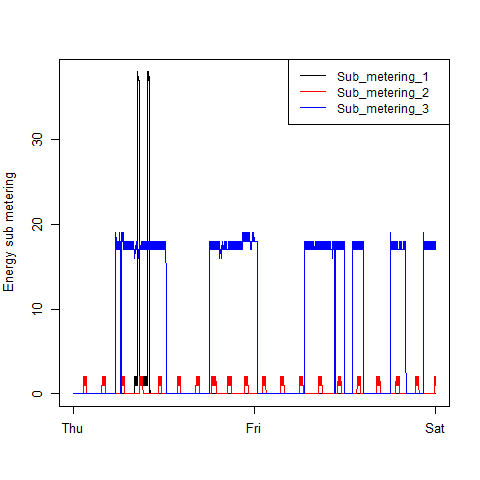 Sub_metering_1
Sub_metering_2
Sub_metering_3
Energy sub metering
30
20
10
0
Thu
Fri
Sat